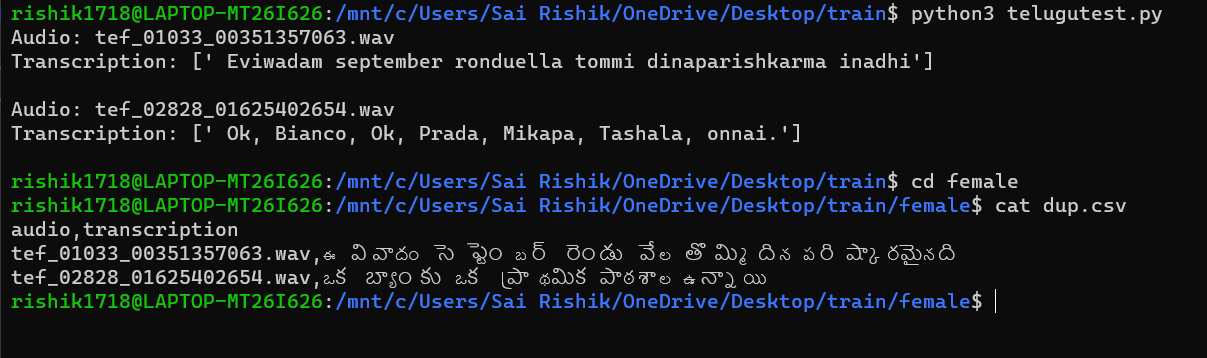 rishik1718@LAPTOP-MT26I626:/mnt/c/Users/Sai Rishik/OneDrive/Desktop/train$ python3 telugutest.py
Audio: tef_01033_00351357063.wav
Transcription: [' Eviwadam september ronduella tommi dinaparishkarma inadhi']
Audio: tef_02828_01625402654.wav
Transcription: [' Ok, Bianco, Ok, Prada, Mikapa, Tashala, onnai.']
rishik1718@LAPTOP-MT26I626:/mnt/c/Users/Sai Rishik/OneDrive/Desktop/train$ cd female
rishik1718@LAPTOP-MT26I626:/mnt/c/Users/Sai Rishik/OneDrive/Desktop/train/female$ cat dup.csv
audio,transcription
tef_01033_00351357063.wav,ఈ వివాదం సెప్టెంబర్ రెండు వేల తొమ్మిదిన పరిష్కారమైనది
tef_02828_01625402654.wav,ఒక బ్యాంకు ఒక ప్రాథమిక పాఠశాల ఉన్నాయి
rishik1718@LAPTOP-MT26I626:/mnt/c/Users/Sai Rishik/OneDrive/Desktop/train/female$